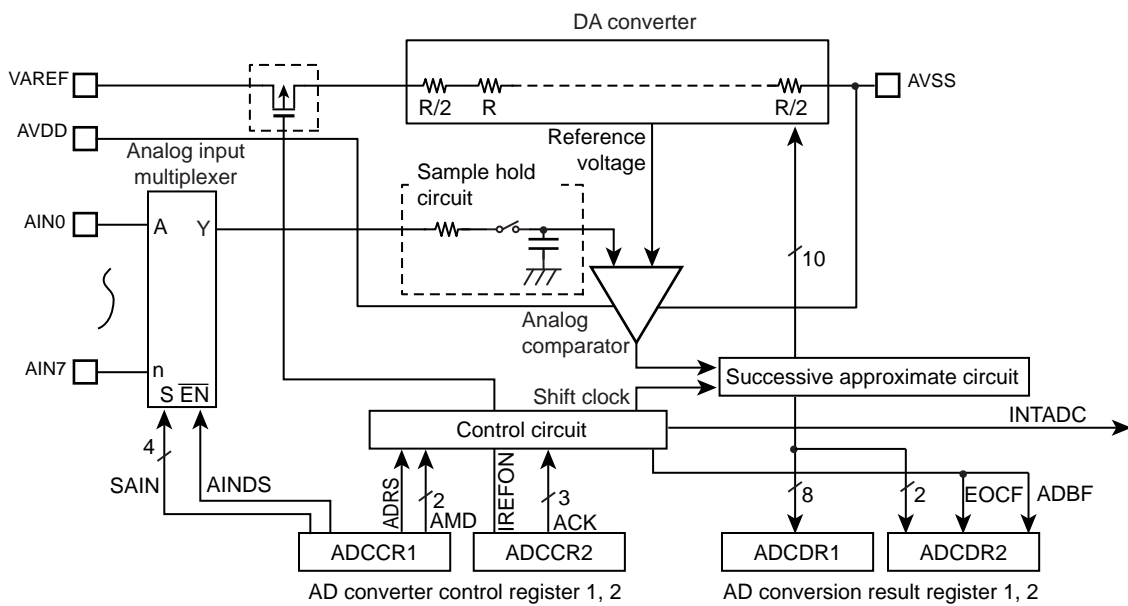 DA converter
VAREF
AVSS
R/2
R
R/2
AVDD
Reference
voltage
Analog input
multiplexer
Sample hold
circuit
AIN0
A
Y
10
Analog
comparator
AIN7
n
S
EN
Successive approximate circuit
Shift clock
INTADC
Control circuit
4
SAIN
AINDS
ADRS
2
AMD
IREFON
3
ACK
8
2
EOCF
ADBF
ADCCR1
ADCCR2
ADCDR1
ADCDR2
AD converter control register 1, 2
AD conversion result register 1, 2